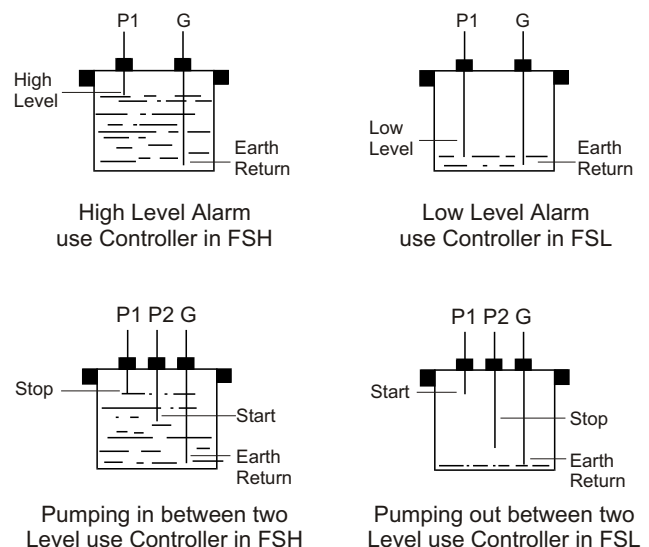 P1 G
High
Level
Earth
Return
High Level Alarm
use Controller in FSH
P1 G
Low
Level
Earth
Return
Low Level Alarm
use Controller in FSL
P1 P2 G
Stop
Start
Earth
Return
Pumping in between two
Level use Controller in FSH
P1 P2 G
Start
Stop
Earth
Return
Pumping out between two
Level use Controller in FSL